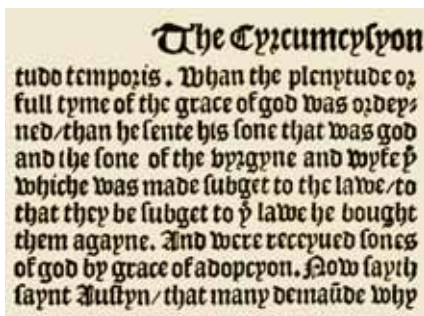 The Cyrcumcysyon
tudo temporis. Whan the plenytude or
full tyme of the grace of god was ordey⸗
ned/than he sente his sone that was god
and the sone of the vyrgyne and wyfe yͭ
whiche was made subget to the lawe/to
that they be subget to yͤ lawe he bought
them agayne. And were receyued sones
of god by grace of adopcyon. Now sayth
saynt Austyn/that many demaūde why